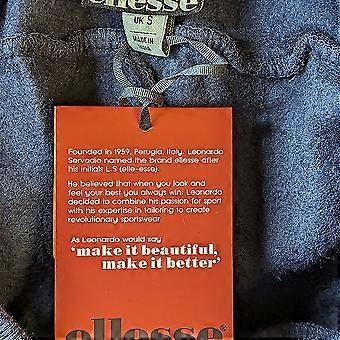 ellesse
UK S
MADE IN
Founded in 1959, Perugia, Italy. Leonardo
Servadio named the brand ellesse after
his initials L.S (elle-esse)
He believed that when you look and
feel your best you always win. Leonardo
decided to combine his passion for sport
with his expertise in tailoring to create
revolutionary sportswear
As Leonardo would say
'make it beautiful,
make it better'
ellesse®